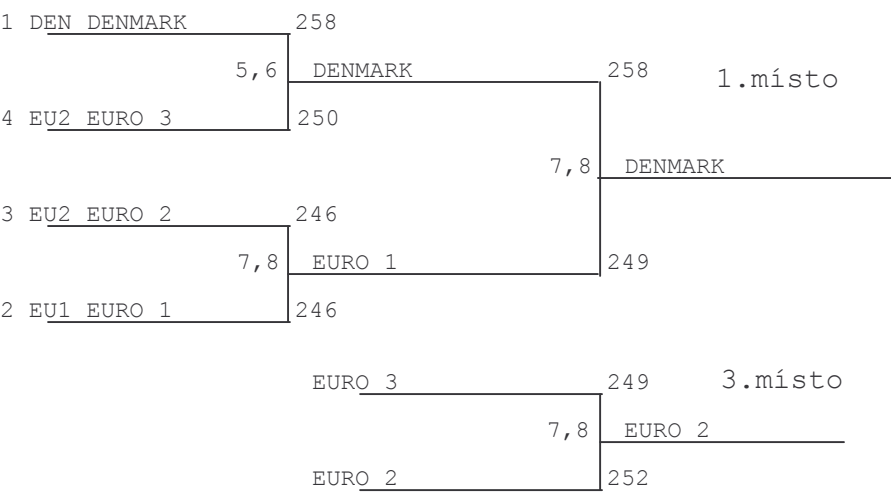 1 DEN DENMARK 258
5,6 DENMARK 258 1.místo
4 EU2 EURO 3 250
7,8 DENMARK
3 EU2 EURO 2 246
7,8 EURO 1 249
2 EU1 EURO 1 246
EURO 3 249 3.místo
7,8 EURO 2
EURO 2 252